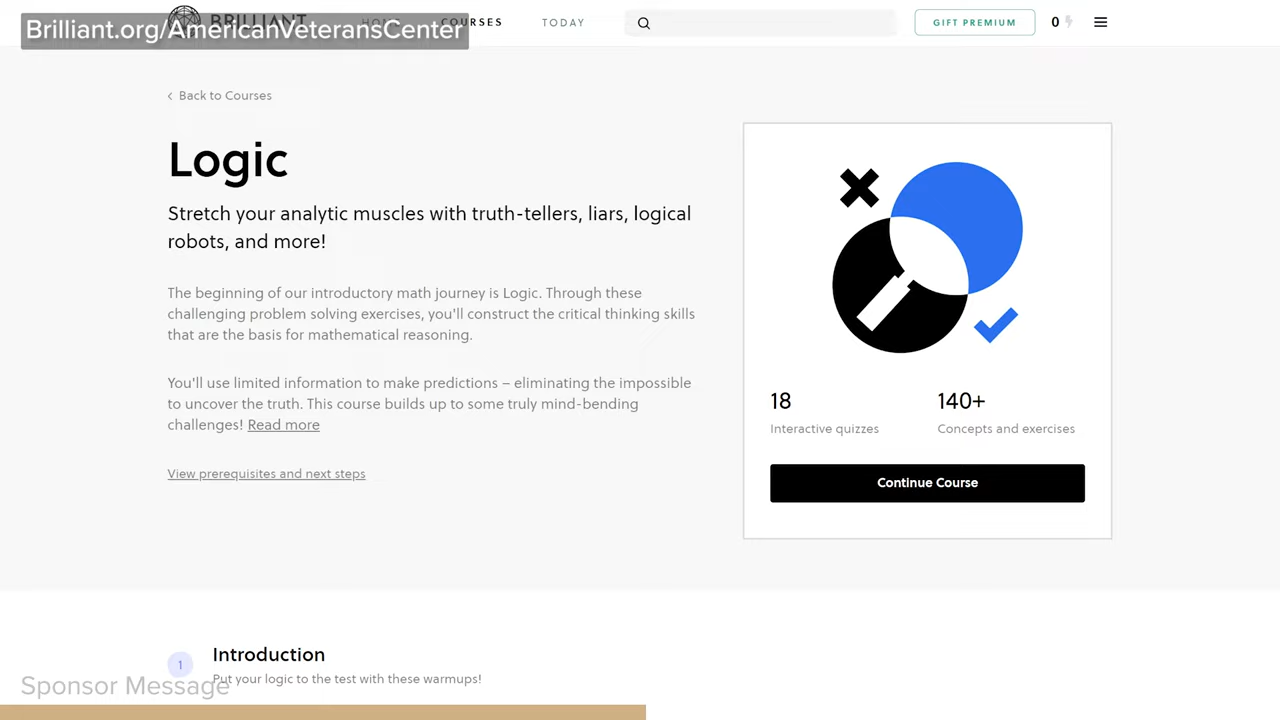 Brilliant.org/AmericanVeteransCenter
BRILLIANT
HOME
COURSES
TODAY
GIFT PREMIUM
0
Back to Courses
Logic
Stretch your analytic muscles with truth-tellers, liars, logical
robots, and more!
The beginning of our introductory math journey is Logic. Through these
challenging problem solving exercises, you'll construct the critical thinking skills
that are the basis for mathematical reasoning.
You'll use limited information to make predictions – eliminating the impossible
to uncover the truth. This course builds up to some truly mind-bending
challenges! Read more
View prerequisites and next steps
18
Interactive quizzes
140+
Concepts and exercises
Continue Course
1
Introduction
Put your logic to the test with these warmups!
Sponsor Message